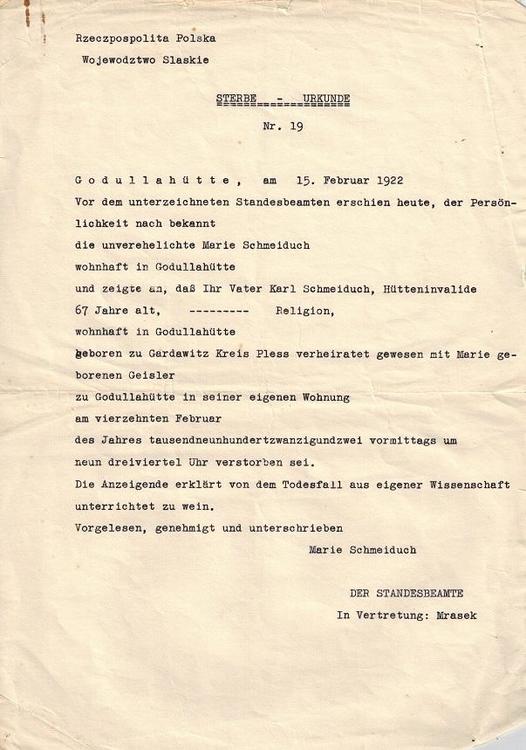 Rzeczpospolita Polska
Wojewodztwo Slaskie
STERBE - URKUNDE
Nr. 19
G o d u l l a h ü t t e , am 15. Februar 1922
Vor dem unterzeichneten Standesbeamten erschien heute, der Persön-
lichkeit nach bekannt
die unverehelichte Marie Schmeiduch
wohnhaft in Godullahütte
und zeigte an, daß Ihr Vater Karl Schmeiduch, Hütteninvalide
67 Jahre alt, --------- Religion,
wohnhaft in Godullahütte
geboren zu Gardawitz Kreis Pless verheiratet gewesen mit Marie ge-
borenen Geisler
zu Godullahütte in seiner eigenen Wohnung
am vierzehnten Februar
des Jahres tausendneunhundertzwanzigundzwei vormittags um
neun dreiviertel Uhr verstorben sei.
Die Anzeigende erklärt von dem Todesfall aus eigener Wissenschaft
unterrichtet zu wein.
Vorgelesen, genehmigt und unterschrieben
Marie Schmeiduch
DER STANDESBEAMTE
In Vertretung: Mrasek